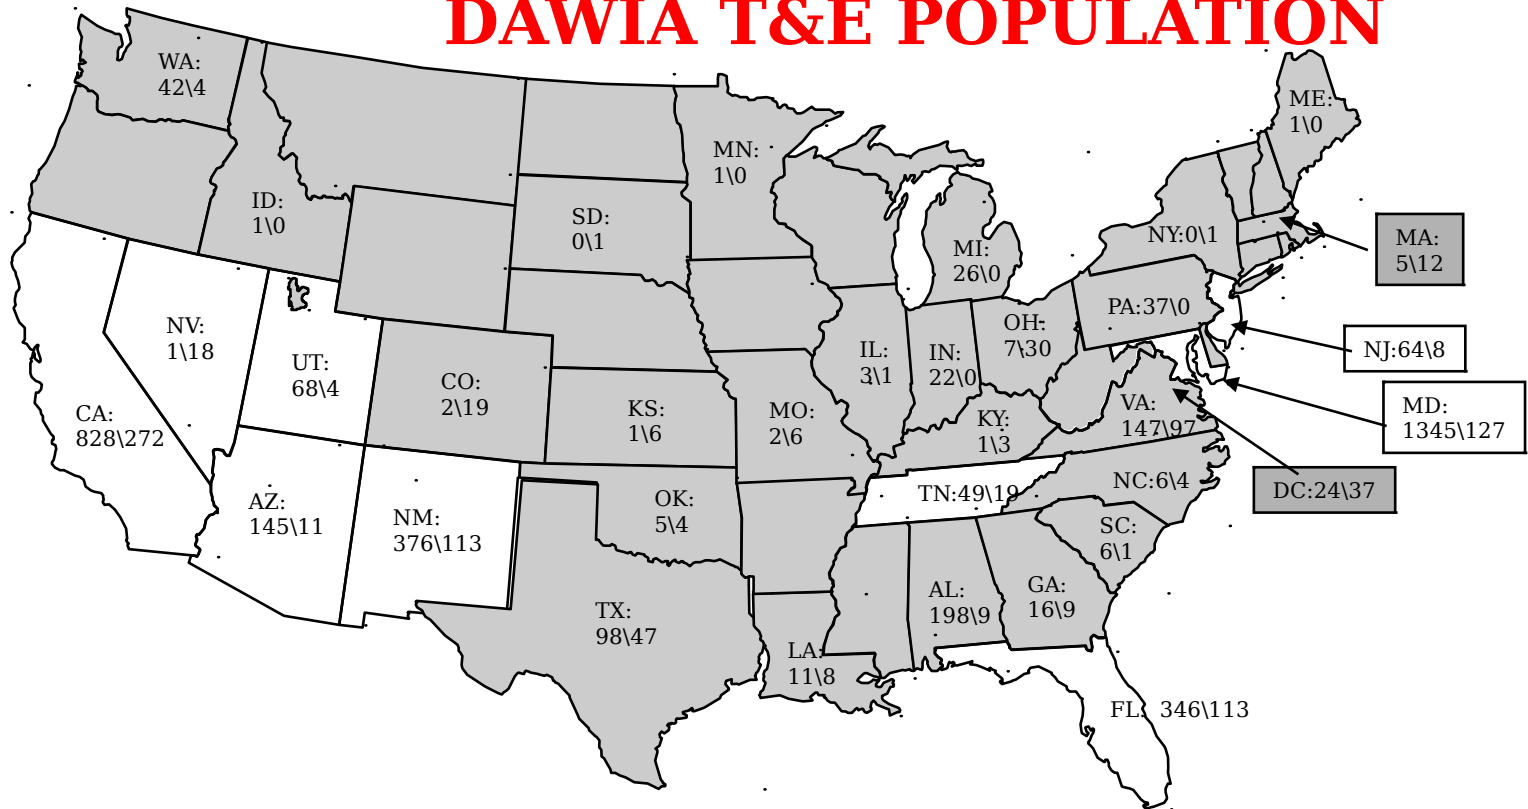 DAWIA T&E POPULATION
WA:
42\4
ME:
1\0
MN:
1\0
ID:
1\0
SD:
0\1
NY:0\1
MA:
5\12
MI:
26\0
PA:37\0
NV:
1\18
OH:
7\30
NJ:64\8
UT:
68\4
IL:
3\1
IN:
22\0
CO:
2\19
CA:
828\272
KS:
1\6
MO:
2\6
KY:
1\3
VA:
147\97
MD:
1345\127
AZ:
145\11
NM:
376\113
OK:
5\4
TN:49\19
NC:6\4
DC:24\37
SC:
6\1
TX:
98\47
AL:
198\9
GA:
16\9
LA:
11\8
FL: 346\113